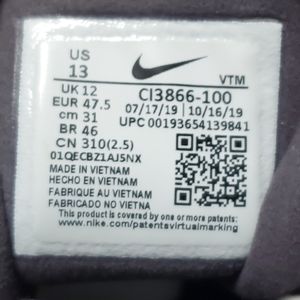 US
13
VTM
UK 12
EUR 47.5
cm 31
BR 46
CN 310(2.5)
CI3866-100
07/17/19 | 10/16/19
UPC 00193654139841
01QECBZ1AJ5NX
MADE IN VIETNAM
HECHO EN VIETNAM
FABRIQUE AU VIETNAM
FABRICADO NO VIETNA
This product is covered by one or more patents:
www.nike.com/patentsvirtualmarking